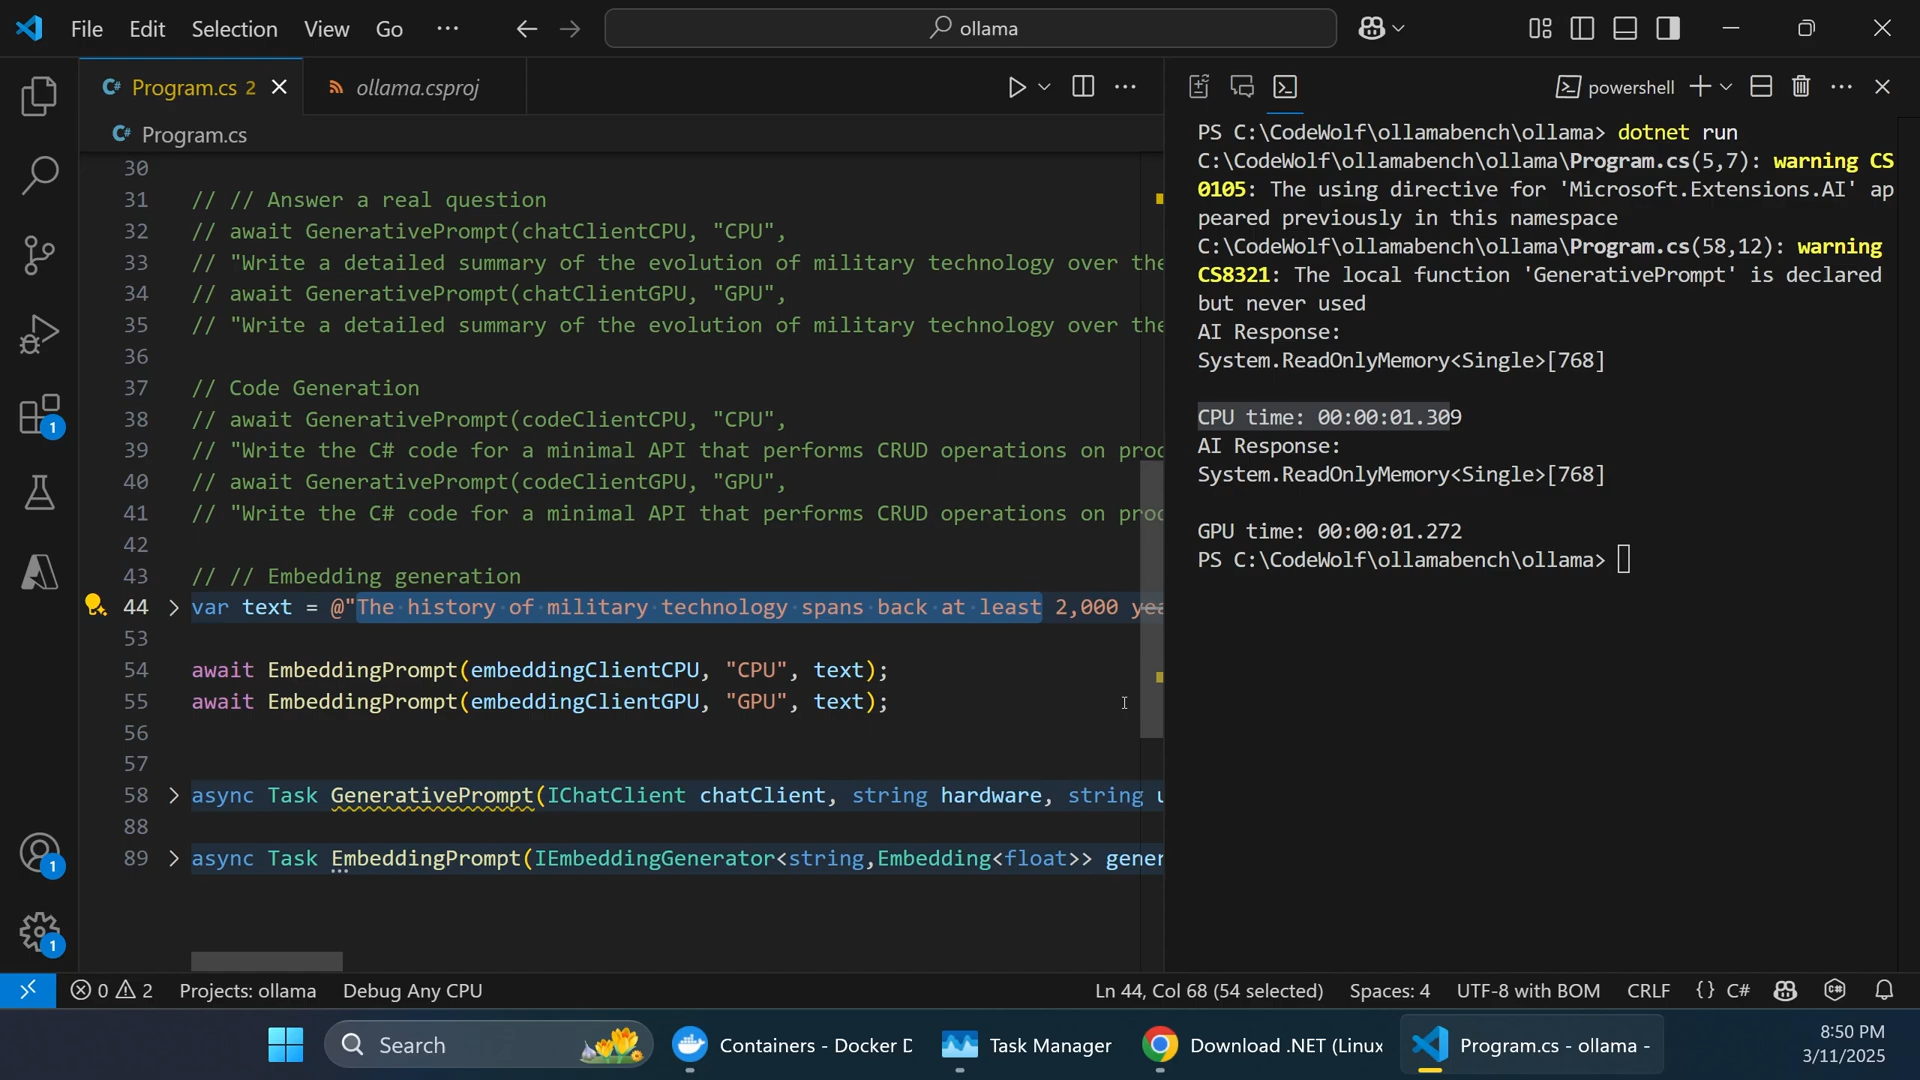 File Edit Selection View Go ··· ollama
Program.cs 2 ollama.csproj
Program.cs
30
31 // // Answer a real question
32 // await GenerativePrompt(chatClientCPU, "CPU",
33 // "Write a detailed summary of the evolution of military technology over the
34 // await GenerativePrompt(chatClientGPU, "GPU",
35 // "Write a detailed summary of the evolution of military technology over the
36
37 // Code Generation
38 // await GenerativePrompt(codeClientCPU, "CPU",
39 // "Write the C# code for a minimal API that performs CRUD operations on prod
40 // await GenerativePrompt(codeClientGPU, "GPU",
41 // "Write the C# code for a minimal API that performs CRUD operations on prod
42
43 // // Embedding generation
44 var text = @"The history of military technology spans back at least 2,000 yea
53
54 await EmbeddingPrompt(embeddingClientCPU, "CPU", text);
55 await EmbeddingPrompt(embeddingClientGPU, "GPU", text);
56
57
58 async Task GenerativePrompt(IChatClient chatClient, string hardware, string u
88
89 async Task EmbeddingPrompt(IEmbeddingGenerator<string,Embedding<float>> gener
powershell
PS C:\CodeWolf\ollamabench\ollama> dotnet run
C:\CodeWolf\ollamabench\ollama\Program.cs(5,7): warning CS
0105: The using directive for 'Microsoft.Extensions.AI' ap
peared previously in this namespace
C:\CodeWolf\ollamabench\ollama\Program.cs(58,12): warning
CS8321: The local function 'GenerativePrompt' is declared
but never used
AI Response:
System.ReadOnlyMemory<Single>[768]
CPU time: 00:00:01.309
AI Response:
System.ReadOnlyMemory<Single>[768]
GPU time: 00:00:01.272
PS C:\CodeWolf\ollamabench\ollama>
1
1
1
0 2 Projects: ollama Debug Any CPU Ln 44, Col 68 (54 selected) Spaces: 4 UTF-8 with BOM CRLF {} C#
Search Containers - Docker D Task Manager Download .NET (Linux Program.cs - ollama - 8:50 PM
3/11/2025